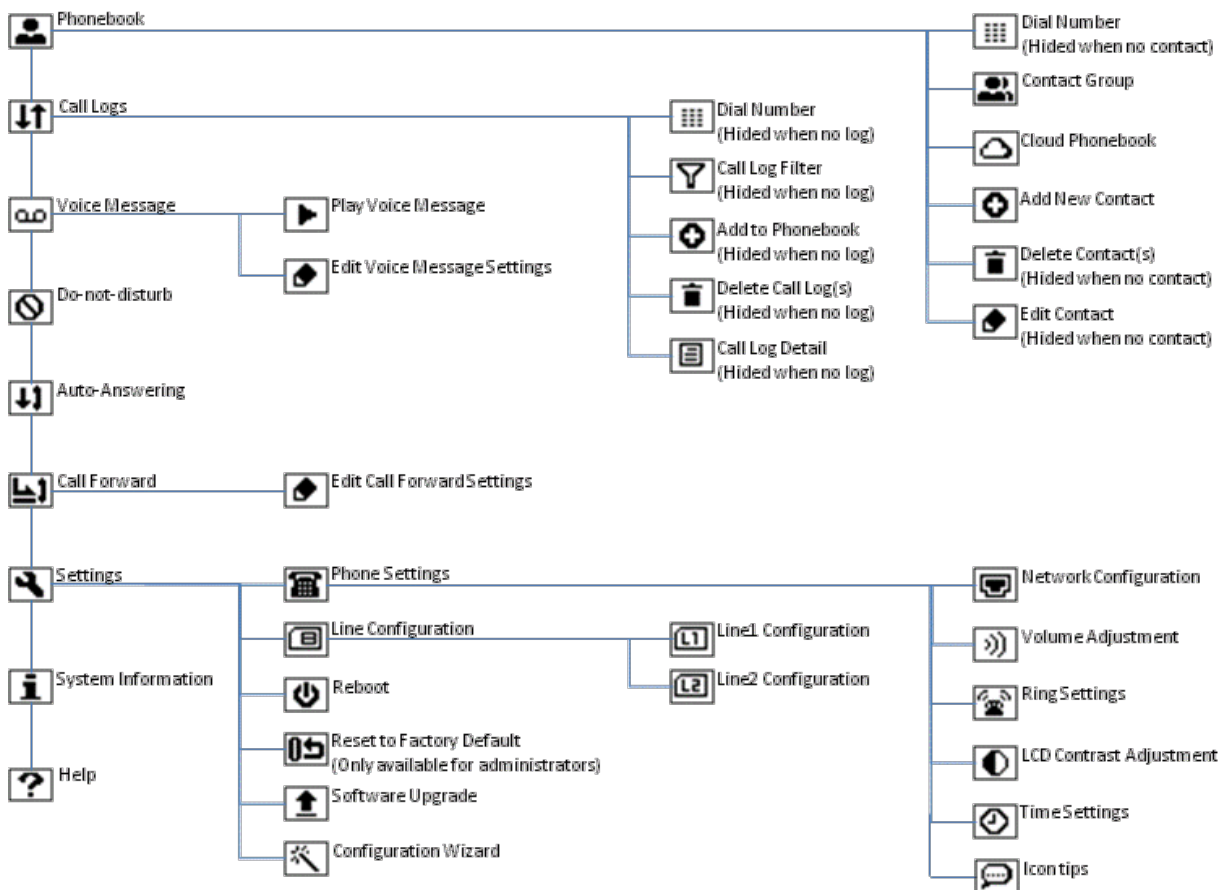 Phonebook
Dial Number
(Hided when no contact)
Contact Group
Cloud Phonebook
Add New Contact
Delete Contact(s)
(Hided when no contact)
Edit Contact
(Hided when no contact)
Call Logs
Dial Number
(Hided when no log)
Call Log Filter
(Hided when no log)
Add to Phonebook
(Hided when no log)
Delete Call Log(s)
(Hided when no log)
Call Log Detail
(Hided when no log)
Voice Message
Play Voice Message
Edit Voice Message Settings
Do-not-disturb
Auto-Answering
Call Forward
Edit Call Forward Settings
Settings
Phone Settings
Network Configuration
Volume Adjustment
Ring Settings
LCD Contrast Adjustment
Time Settings
Icon tips
Line Configuration
L1
Line1 Configuration
L2
Line2 Configuration
Reboot
Reset to Factory Default
(Only available for administrators)
Software Upgrade
Configuration Wizard
System Information
Help